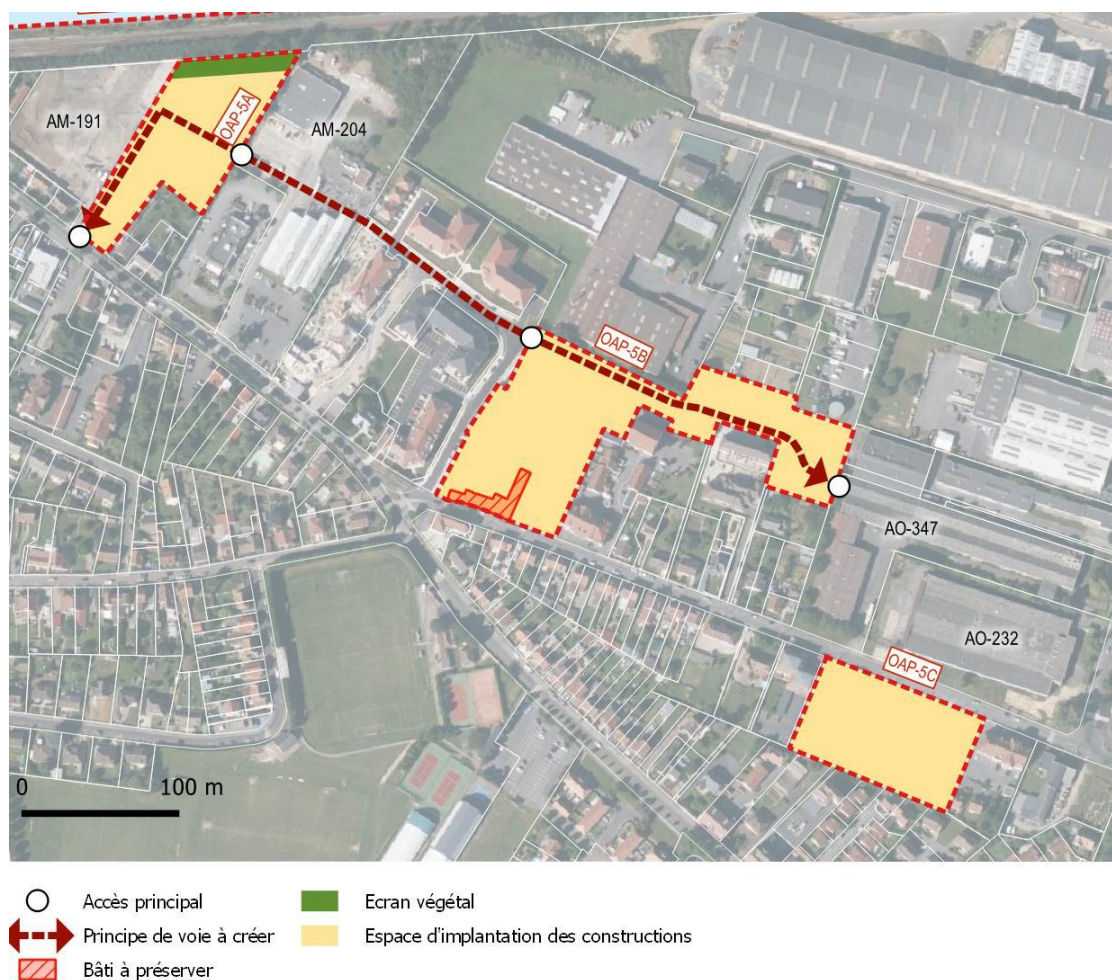 AM-191
OAP-5A
AM-204
OAP-5B
AO-347
AO-232
OAP-5C
0 100 m
Accès principal
Ecran végétal
Principe de voie à créer
Espace d'implantation des constructions
Bâti à préserver